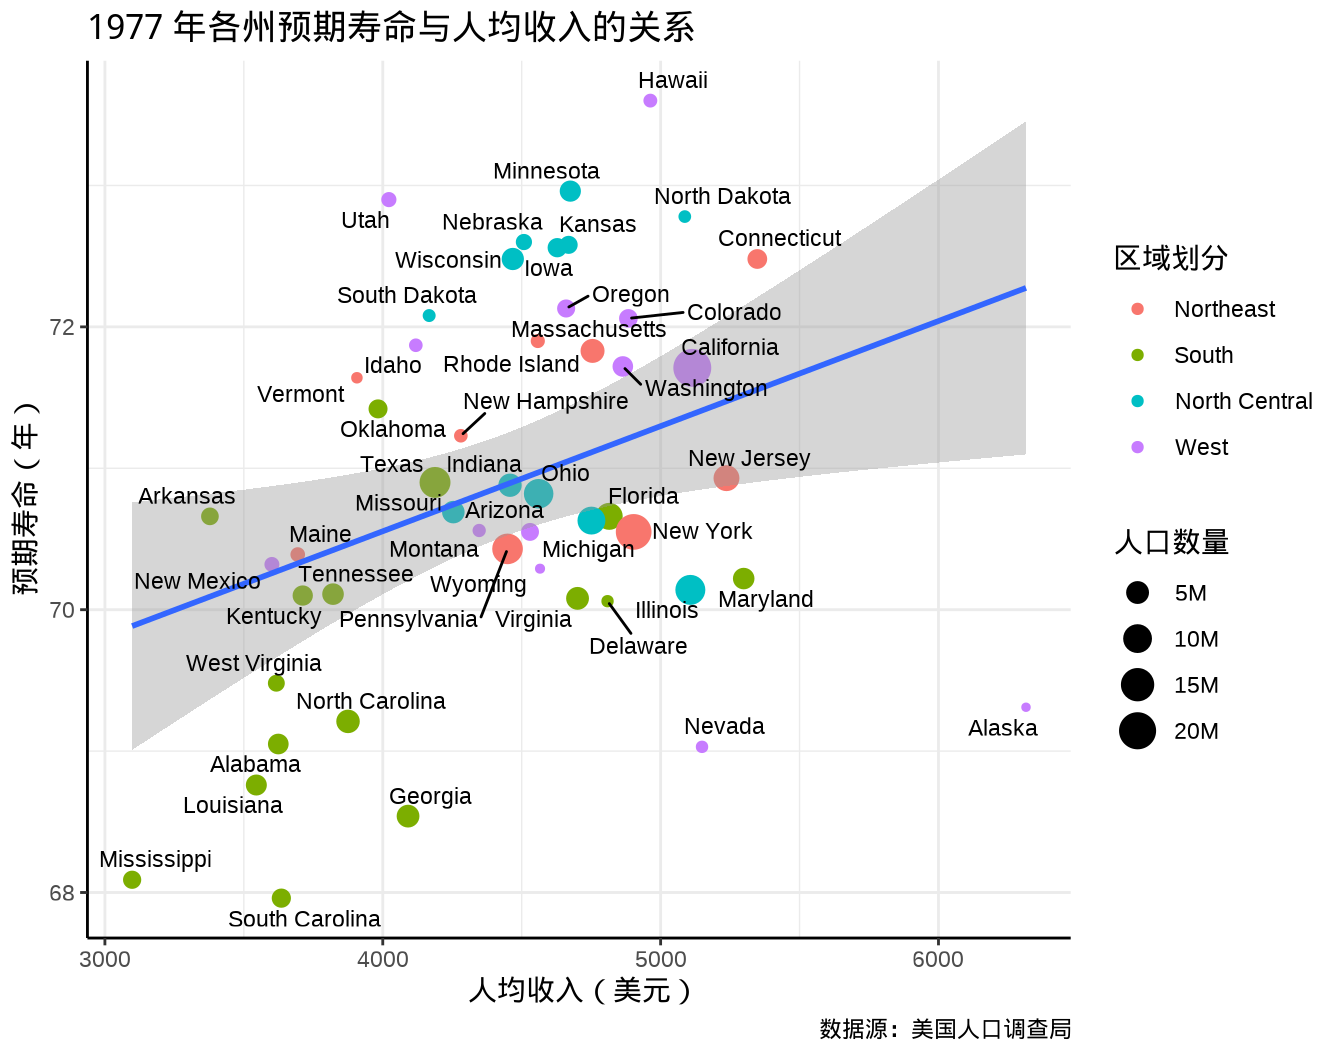 1977 年各州预期寿命与人均收入的关系
Hawaii
Minnesota
North Dakota
Utah
Nebraska
Kansas
Connecticut
Wisconsin
Iowa
South Dakota
Oregon
Colorado
Massachusetts
California
Idaho
Rhode Island
Vermont
Washington
New Hampshire
Oklahoma
Texas
Indiana
New Jersey
Ohio
Arkansas
Missouri
Arizona
Florida
Maine
New York
Montana
Michigan
New Mexico
Tennessee
Wyoming
Kentucky
Pennsylvania
Virginia
Illinois
Maryland
Delaware
West Virginia
North Carolina
Nevada
Alaska
Alabama
Louisiana
Georgia
Mississippi
South Carolina
72
70
68
预期寿命（年）
3000
4000
5000
6000
人均收入（美元）
区域划分
Northeast
South
North Central
West
人口数量
5M
10M
15M
20M
数据源：美国人口调查局